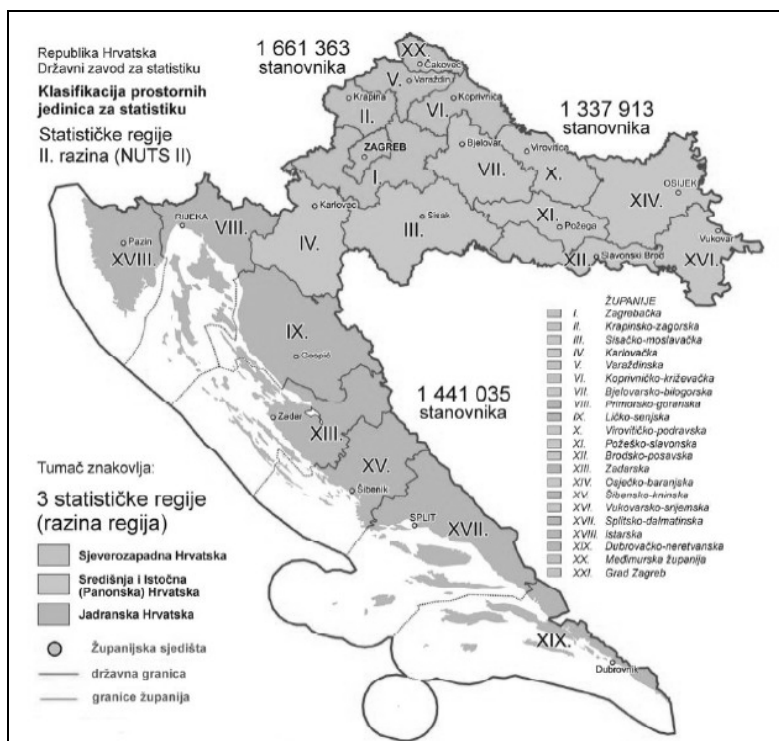 Republika Hrvatska
Državni zavod za statistiku
Klasifikacija prostornih
jedinica za statistiku
Statističke regije
II. razina (NUTS II)
1 661 363
stanovnika
1 337 913
stanovnika
1 441 035
stanovnika
XX.
Čakovec
V.
Varaždin
Krapina
II.
Koprivnica
VI.
ZAGREB
I.
Bjelovar
VII.
Virovitica
X.
OSIJEK
XIV.
Vukovar
XVI.
Karlovac
IV.
Sisak
III.
XI.
Požega
XII.
Slavonski Brod
RIJEKA
VIII.
Pazin
XVIII.
IX.
Gospić
Zadar
XIII.
XV.
Šibenik
SPLIT
XVII.
XIX.
Dubrovnik
ŽUPANIJE
I. Zagrebačka
II. Krapinsko-zagorska
III. Sisačko-moslavačka
IV. Karlovačka
V. Varaždinska
VI. Koprivničko-križevačka
VII. Bjelovarsko-bilogorska
VIII. Primorsko-goranska
IX. Ličko-senjska
X. Virovitičko-podravska
XI. Požeško-slavonska
XII. Brodsko-posavska
XIII. Zadarska
XIV. Osječko-baranjska
XV. Šibensko-kninska
XVI. Vukovarsko-srijemska
XVII. Splitsko-dalmatinska
XVIII. Istarska
XIX. Dubrovačko-neretvanska
XX. Međimurska županija
XXI. Grad Zagreb
Tumač znakovlja:
3 statističke regije
(razina regija)
Sjeverozapadna Hrvatska
Središnja i Istočna
(Panonska) Hrvatska
Jadranska Hrvatska
Županijska sjedišta
državna granica
granice županija